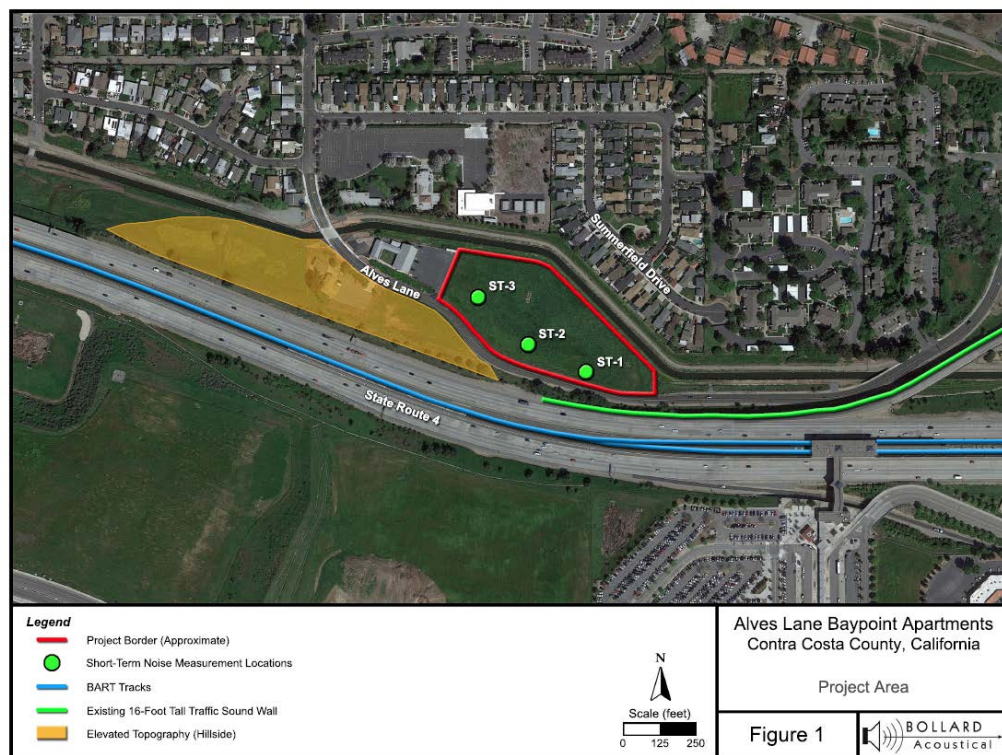 Summerfield Drive
Alves Lane
ST-3
ST-2
ST-1
State Route 4
Legend
Project Border (Approximate)
Short-Term Noise Measurement Locations
BART Tracks
Existing 16-Foot Tall Traffic Sound Wall
Elevated Topography (Hillside)
N
Scale (feet)
0 125 250
Alves Lane Baypoint Apartments
Contra Costa County, California
Project Area
Figure 1
BOLLARD
Acoustical